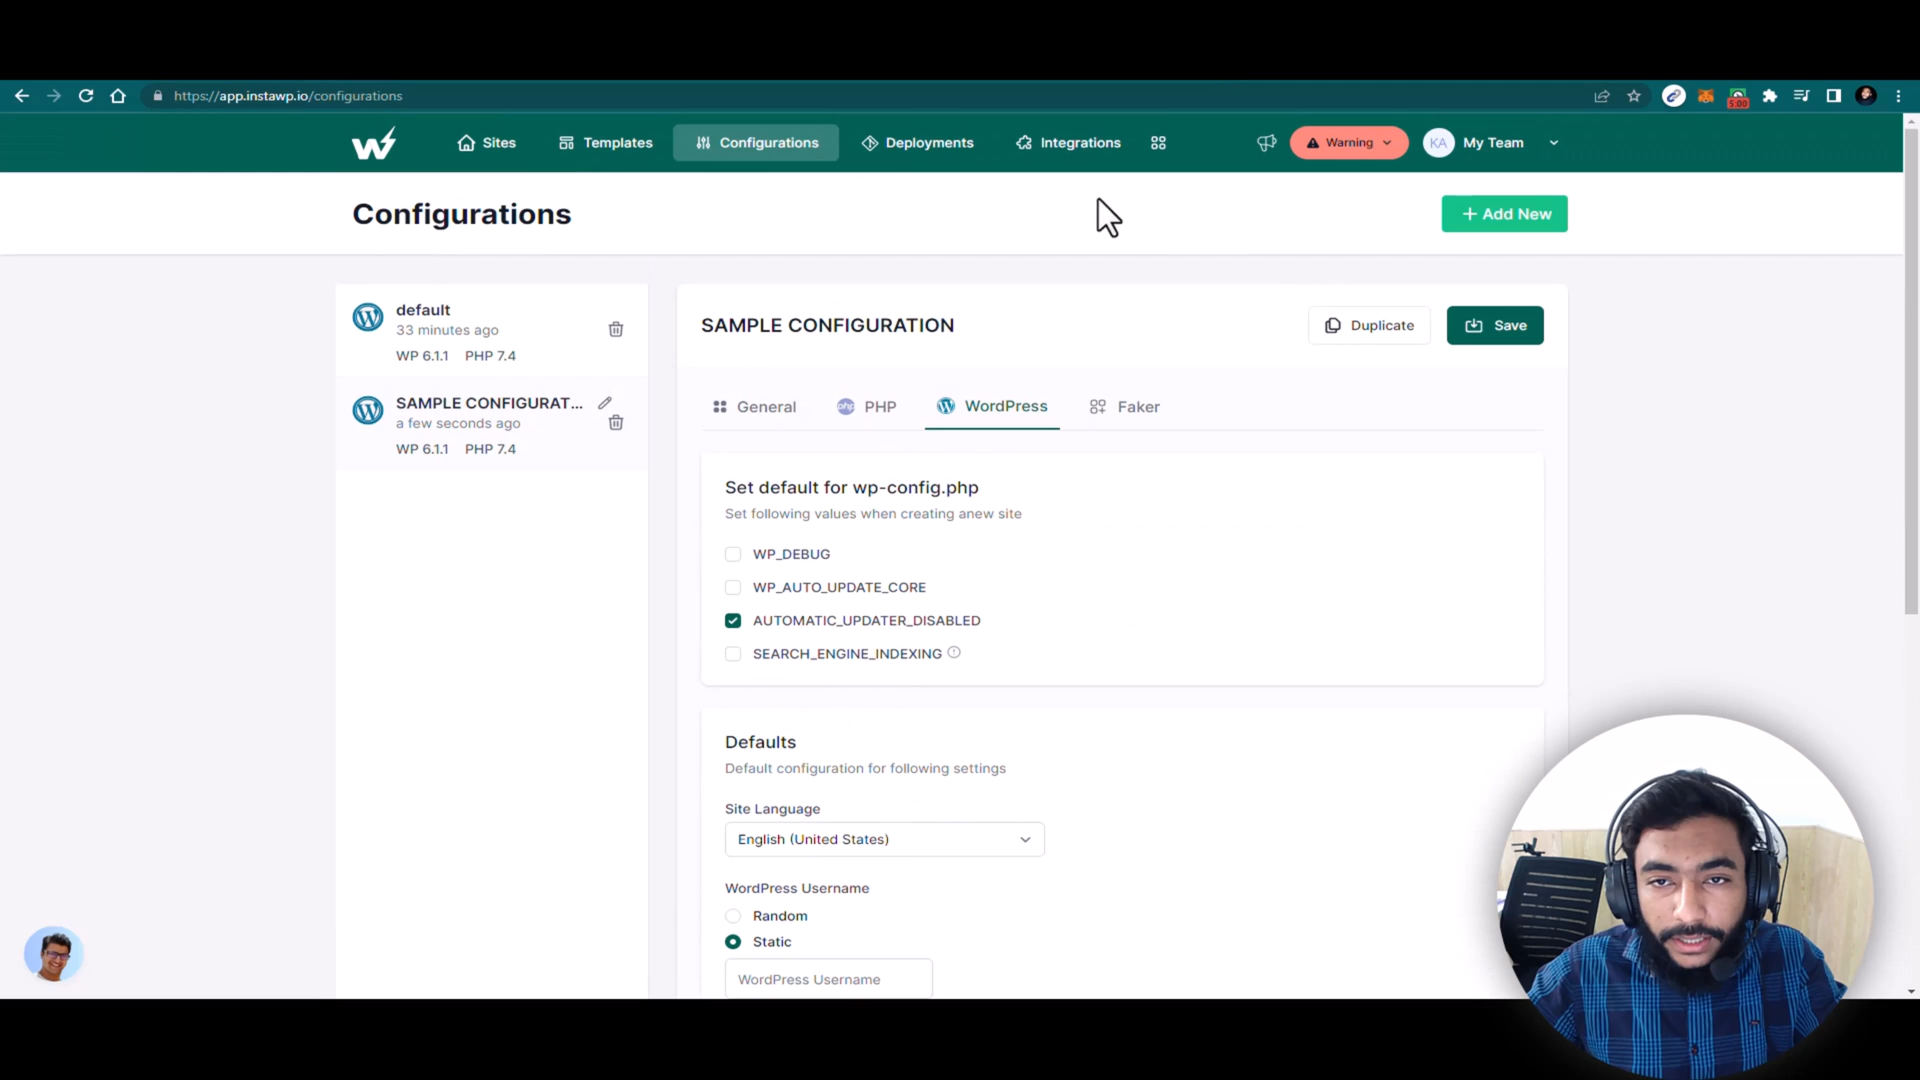 https://app.instawp.io/configurations
5:00
Sites
Templates
Configurations
Deployments
Integrations
Warning
KA
My Team
Configurations
+ Add New
default
33 minutes ago
WP 6.1.1 PHP 7.4
SAMPLE CONFIGURAT...
a few seconds ago
WP 6.1.1 PHP 7.4
SAMPLE CONFIGURATION
Duplicate
Save
General
php PHP
WordPress
Faker
Set default for wp-config.php
Set following values when creating anew site
WP_DEBUG
WP_AUTO_UPDATE_CORE
AUTOMATIC_UPDATER_DISABLED
SEARCH_ENGINE_INDEXING
Defaults
Default configuration for following settings
Site Language
English (United States)
WordPress Username
Random
Static
WordPress Username